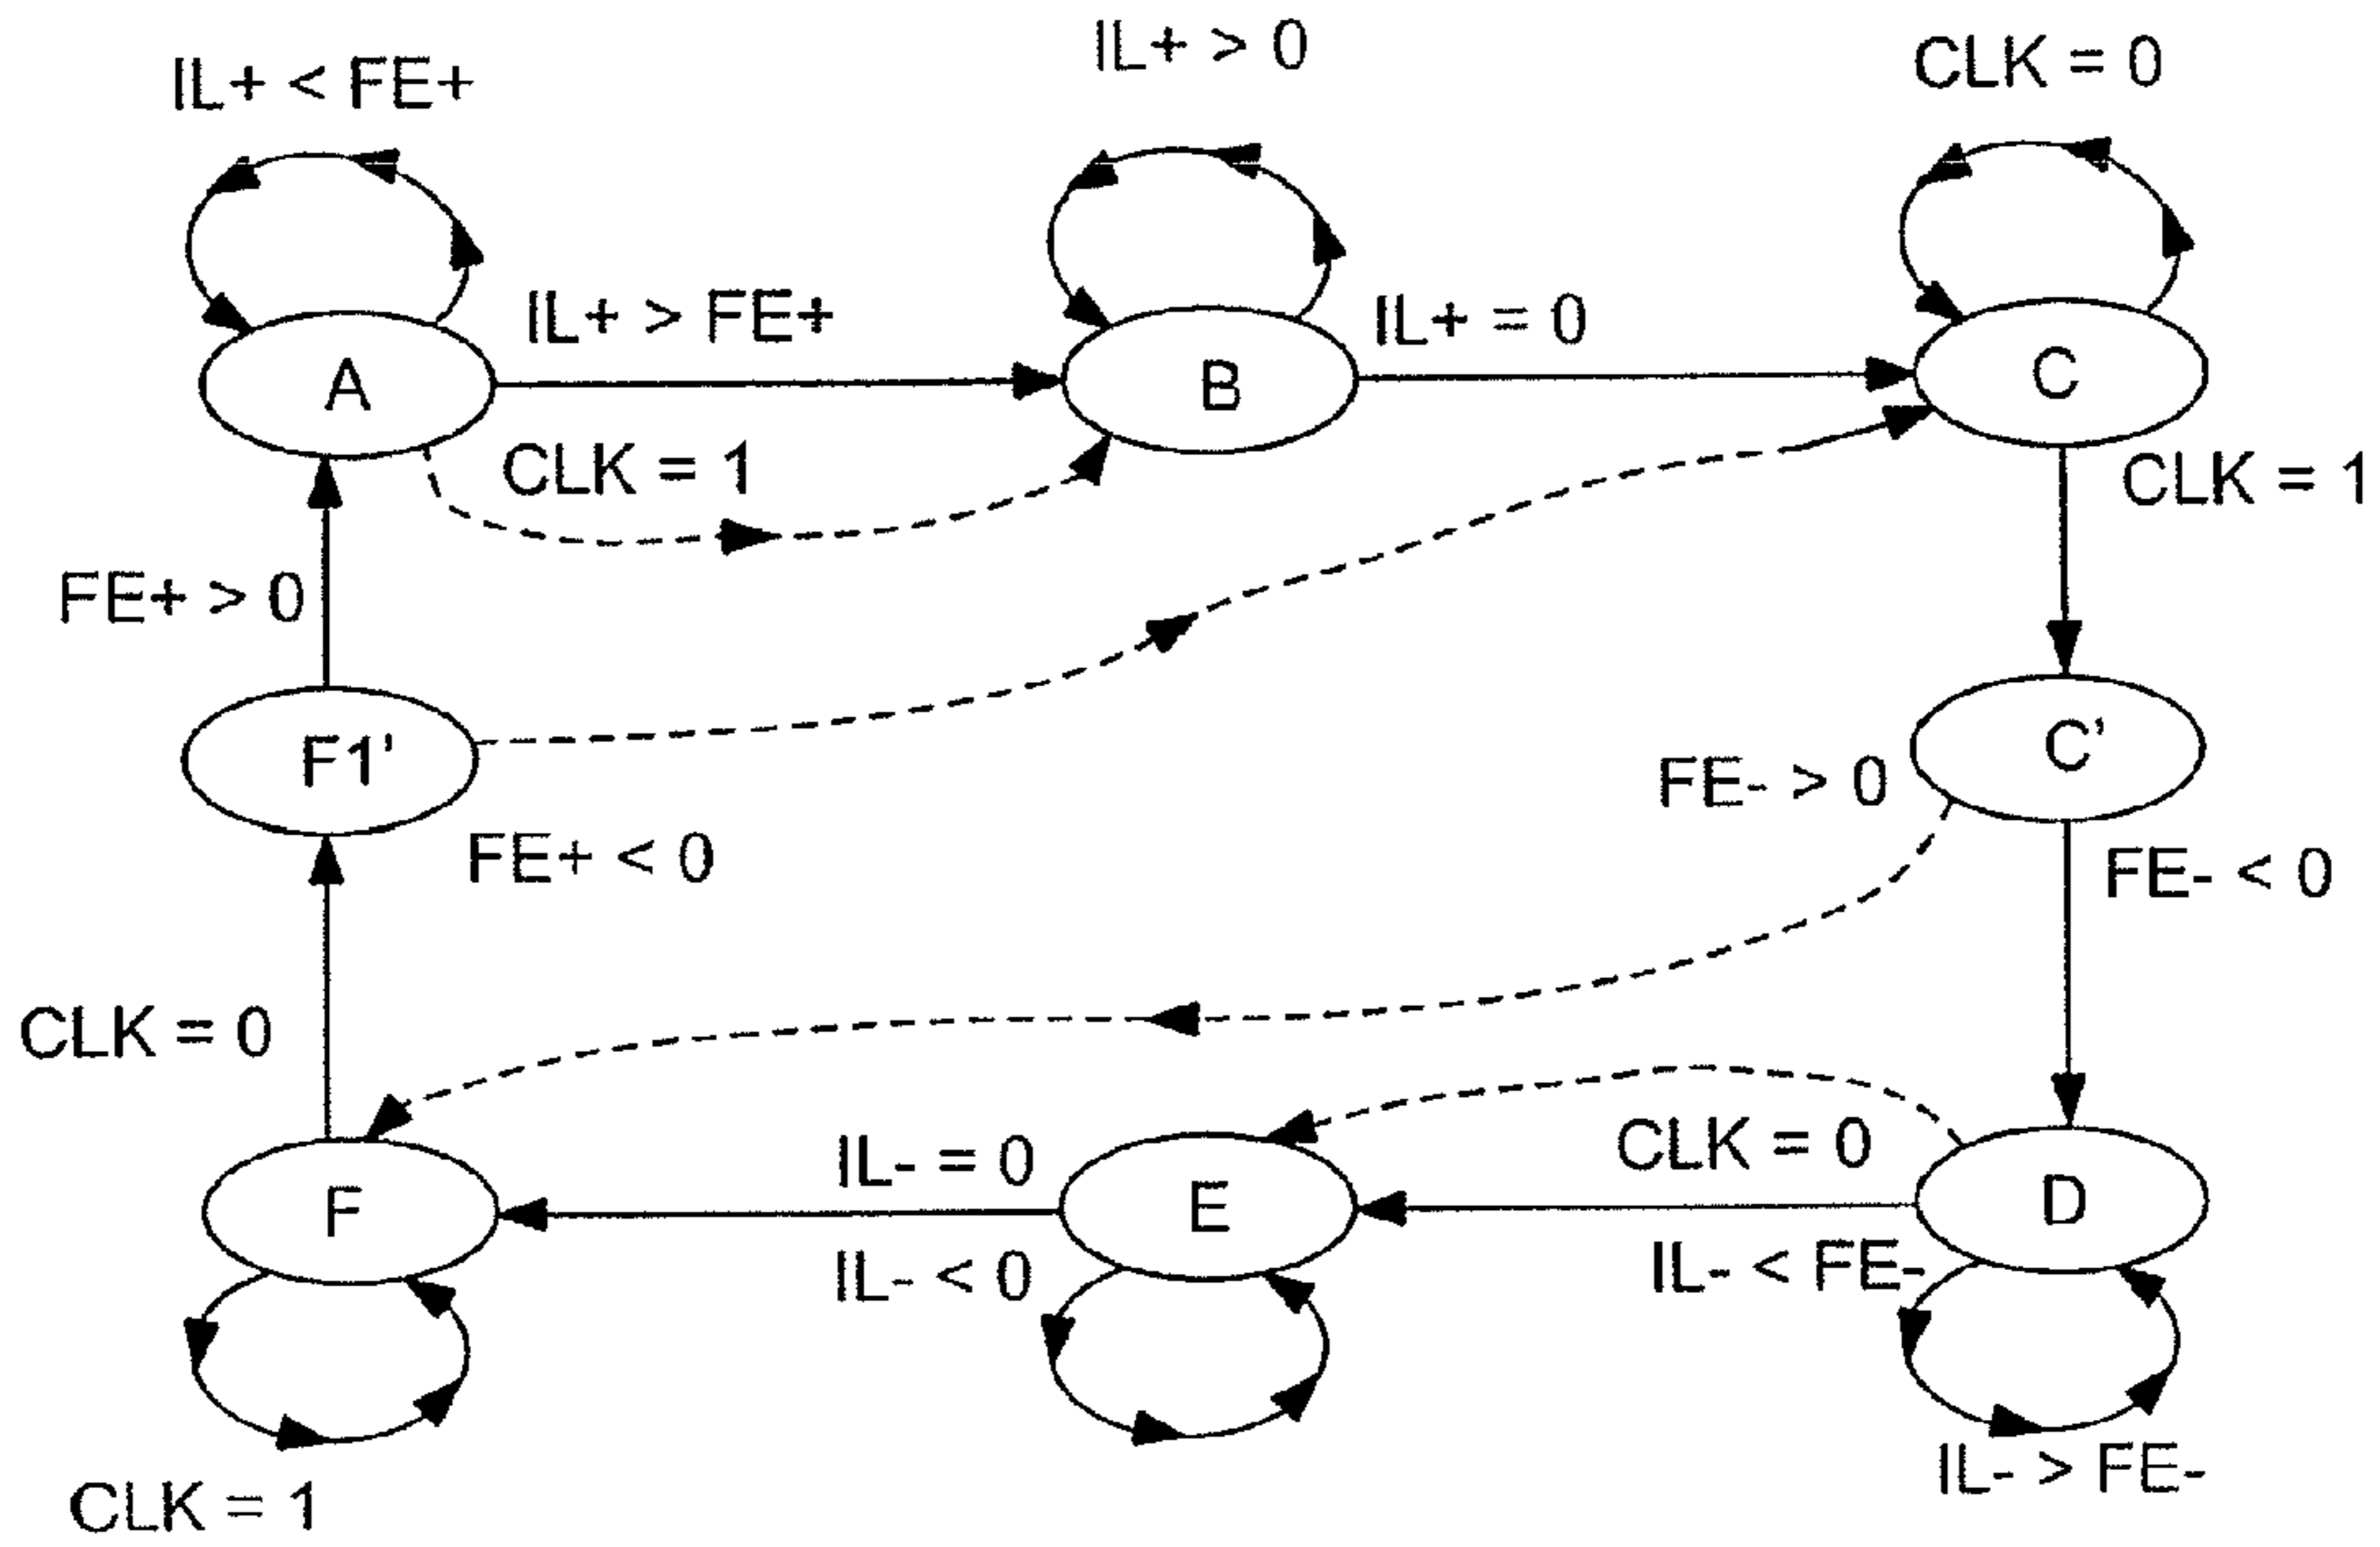 IL+ < FE+
IL+ > 0
CLK = 0
IL+ > FE+
IL+ = 0
A
B
C
CLK = 1
CLK = 1
FE+ > 0
F1'
C'
FE- > 0
FE+ < 0
FE- < 0
CLK = 0
IL- = 0
CLK = 0
F
E
D
IL- < 0
IL- < FE-
IL- > FE-
CLK = 1